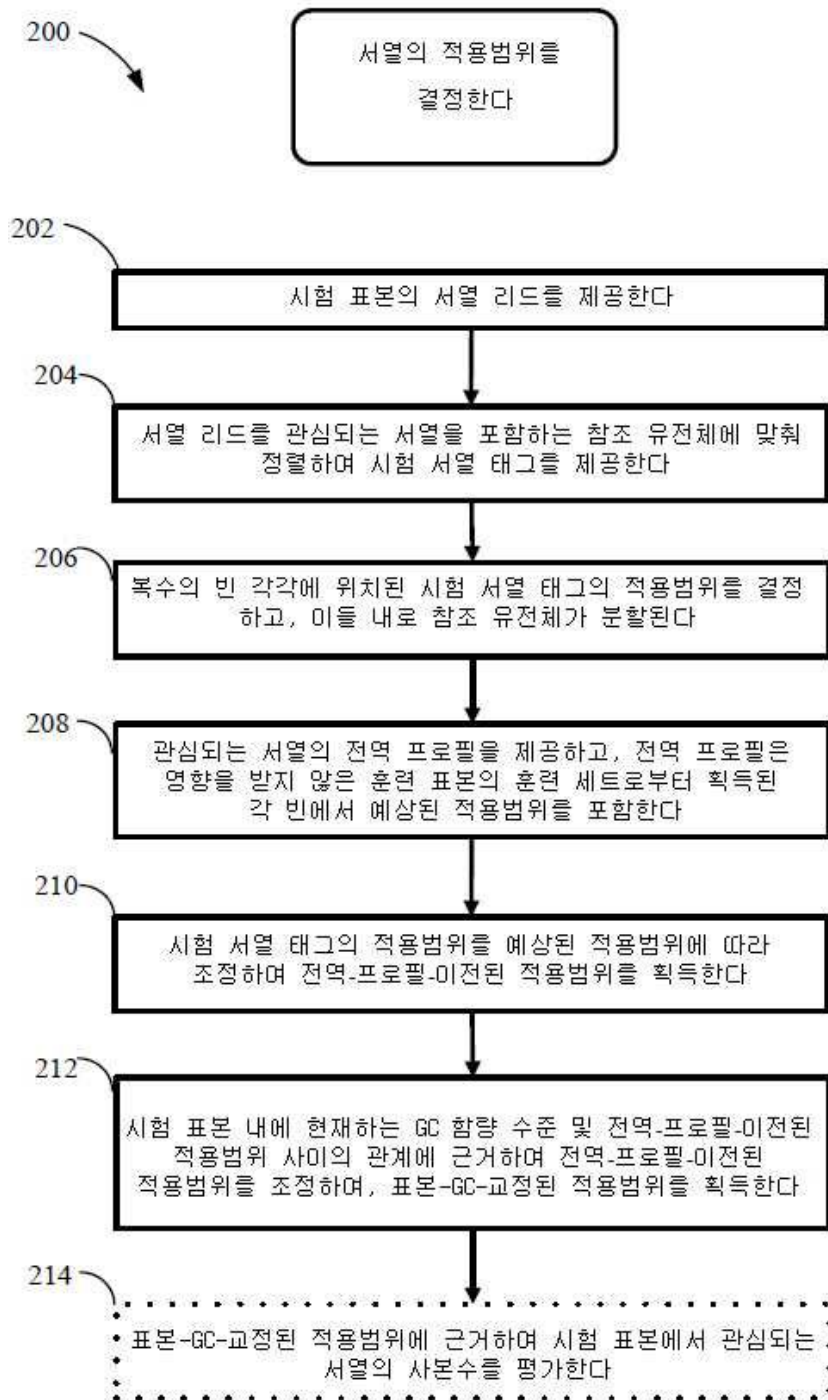 200
서열의 적용범위를
결정한다
202
시험 표본의 서열 리드를 제공한다
204
서열 리드를 관심되는 서열을 포함하는 참조 유전체에 맞춰
정렬하여 시험 서열 태그를 제공한다
206
복수의 빈 각각에 위치된 시험 서열 태그의 적용범위를 결정
하고, 이들 내로 참조 유전체가 분할된다
208
관심되는 서열의 전역 프로필을 제공하고, 전역 프로필은
영향을 받지 않은 훈련 표본의 훈련 세트로부터 획득된
각 빈에서 예상된 적용범위를 포함한다
210
시험 서열 태그의 적용범위를 예상된 적용범위에 따라
조정하여 전역-프로필-이전된 적용범위를 획득한다
212
시험 표본 내에 현재하는 GC 함량 수준 및 전역-프로필-이전된
적용범위 사이의 관계에 근거하여 전역-프로필-이전된
적용범위를 조정하여, 표본-GC-교정된 적용범위를 획득한다
214
표본-GC-교정된 적용범위에 근거하여 시험 표본에서 관심되는
서열의 사본수를 평가한다